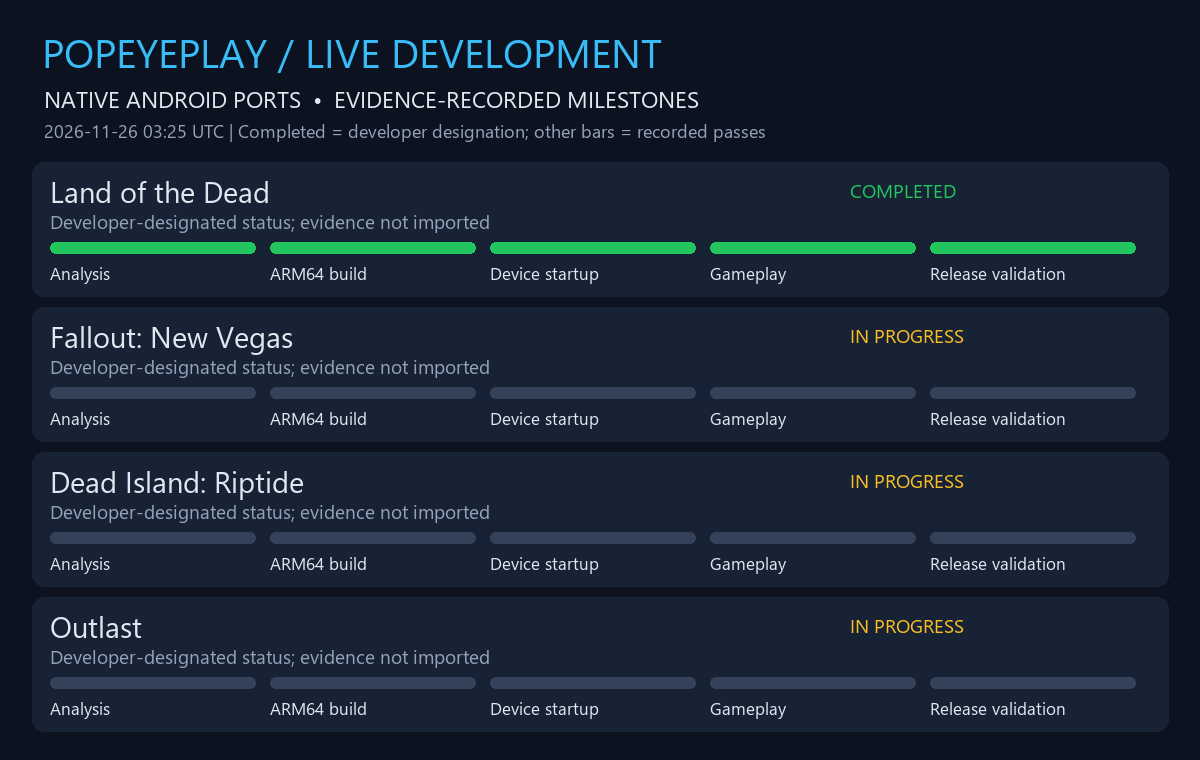 POPEYEPLAY / LIVE DEVELOPMENT
NATIVE ANDROID PORTS • EVIDENCE-RECORDED MILESTONES
2026-11-26 03:25 UTC | Completed = developer designation; other bars = recorded passes
Land of the Dead COMPLETED
Developer-designated status; evidence not imported
Analysis ARM64 build Device startup Gameplay Release validation
Fallout: New Vegas IN PROGRESS
Developer-designated status; evidence not imported
Analysis ARM64 build Device startup Gameplay Release validation
Dead Island: Riptide IN PROGRESS
Developer-designated status; evidence not imported
Analysis ARM64 build Device startup Gameplay Release validation
Outlast IN PROGRESS
Developer-designated status; evidence not imported
Analysis ARM64 build Device startup Gameplay Release validation